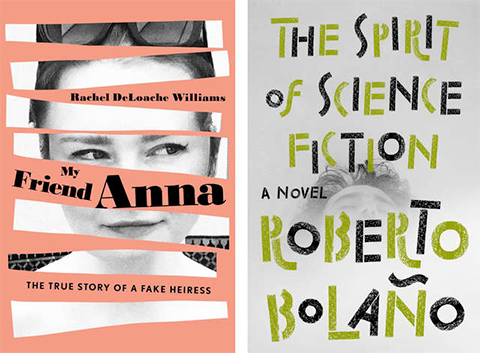 Rachel DeLoache Williams
My
Friend Anna
THE TRUE STORY OF A FAKE HEIRESS
THE SPIRIT
OF SCIENCE
FICTION
A NOVEL
ROBERTO
BOLAÑO